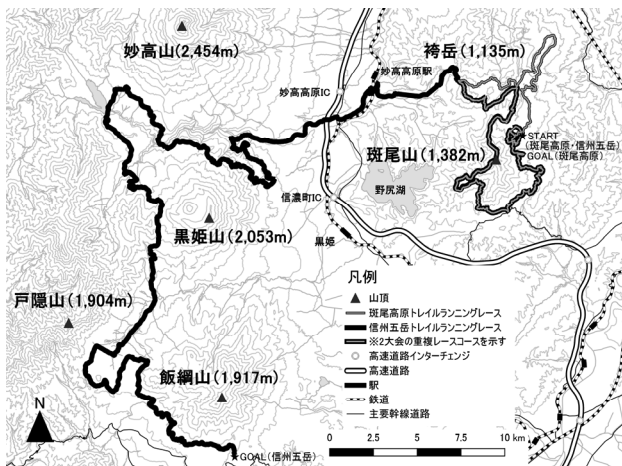 妙高山(2,454m)
袴岳(1,135m)
妙高高原駅
妙高高原IC
START
(斑尾高原・信州五岳)
GOAL(斑尾高原)
斑尾山(1,382m)
野尻湖
信濃町IC
黒姫山(2,053m)
黒姫
戸隠山(1,904m)
飯綱山(1,917m)
GOAL(信州五岳)
凡例
山頂
斑尾高原トレイルランニングレース
信州五岳トレイルランニングレース
※2大会の重複レースコースを示す
高速道路インターチェンジ
高速道路
駅
鉄道
主要幹線道路
N
0 2.5 5 7.5 10 km